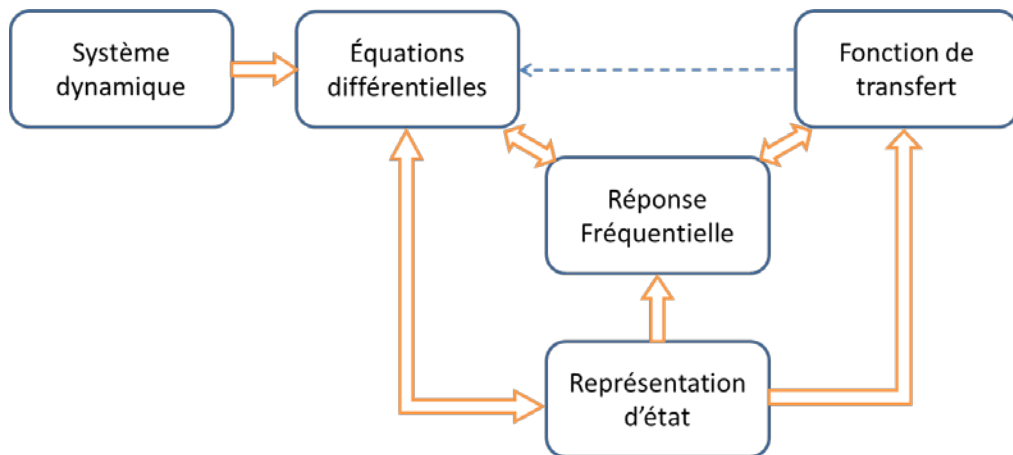 Système
dynamique
Équations
différentielles
Fonction de
transfert
Réponse
Fréquentielle
Représentation
d’état